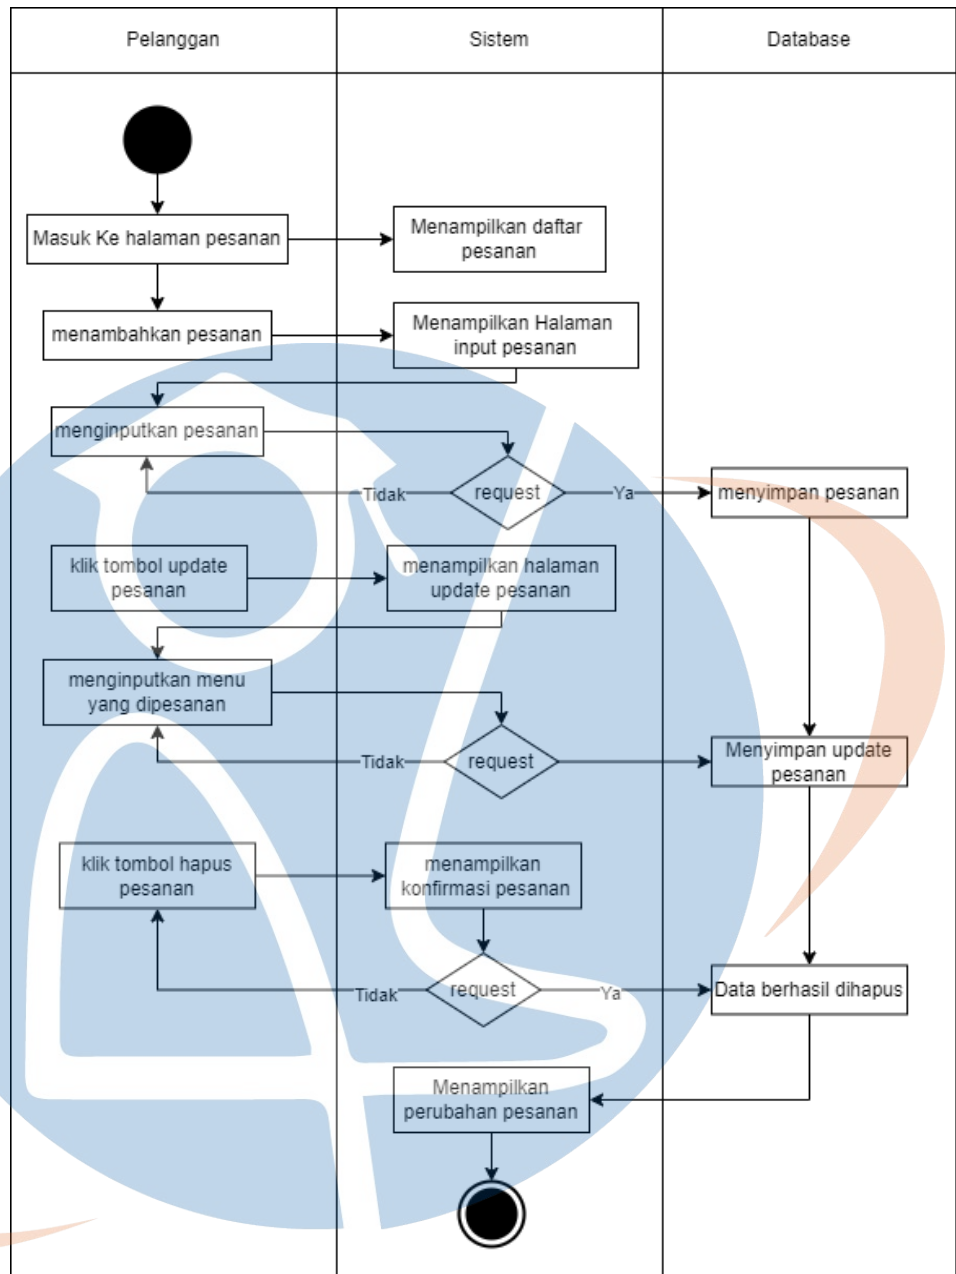 Pelanggan
Sistem
Database
Masuk Ke halaman pesanan
Menampilkan daftar
pesanan
menambahkan pesanan
Menampilkan Halaman
input pesanan
menginputkan pesanan
Tidak
request
Ya
menyimpan pesanan
klik tombol update
pesanan
menampilkan halaman
update pesanan
menginputkan menu
yang dipesanan
Tidak
request
Menyimpan update
pesanan
klik tombol hapus
pesanan
menampilkan
konfirmasi pesanan
Tidak
request
Ya
Data berhasil dihapus
Menampilkan
perubahan pesanan